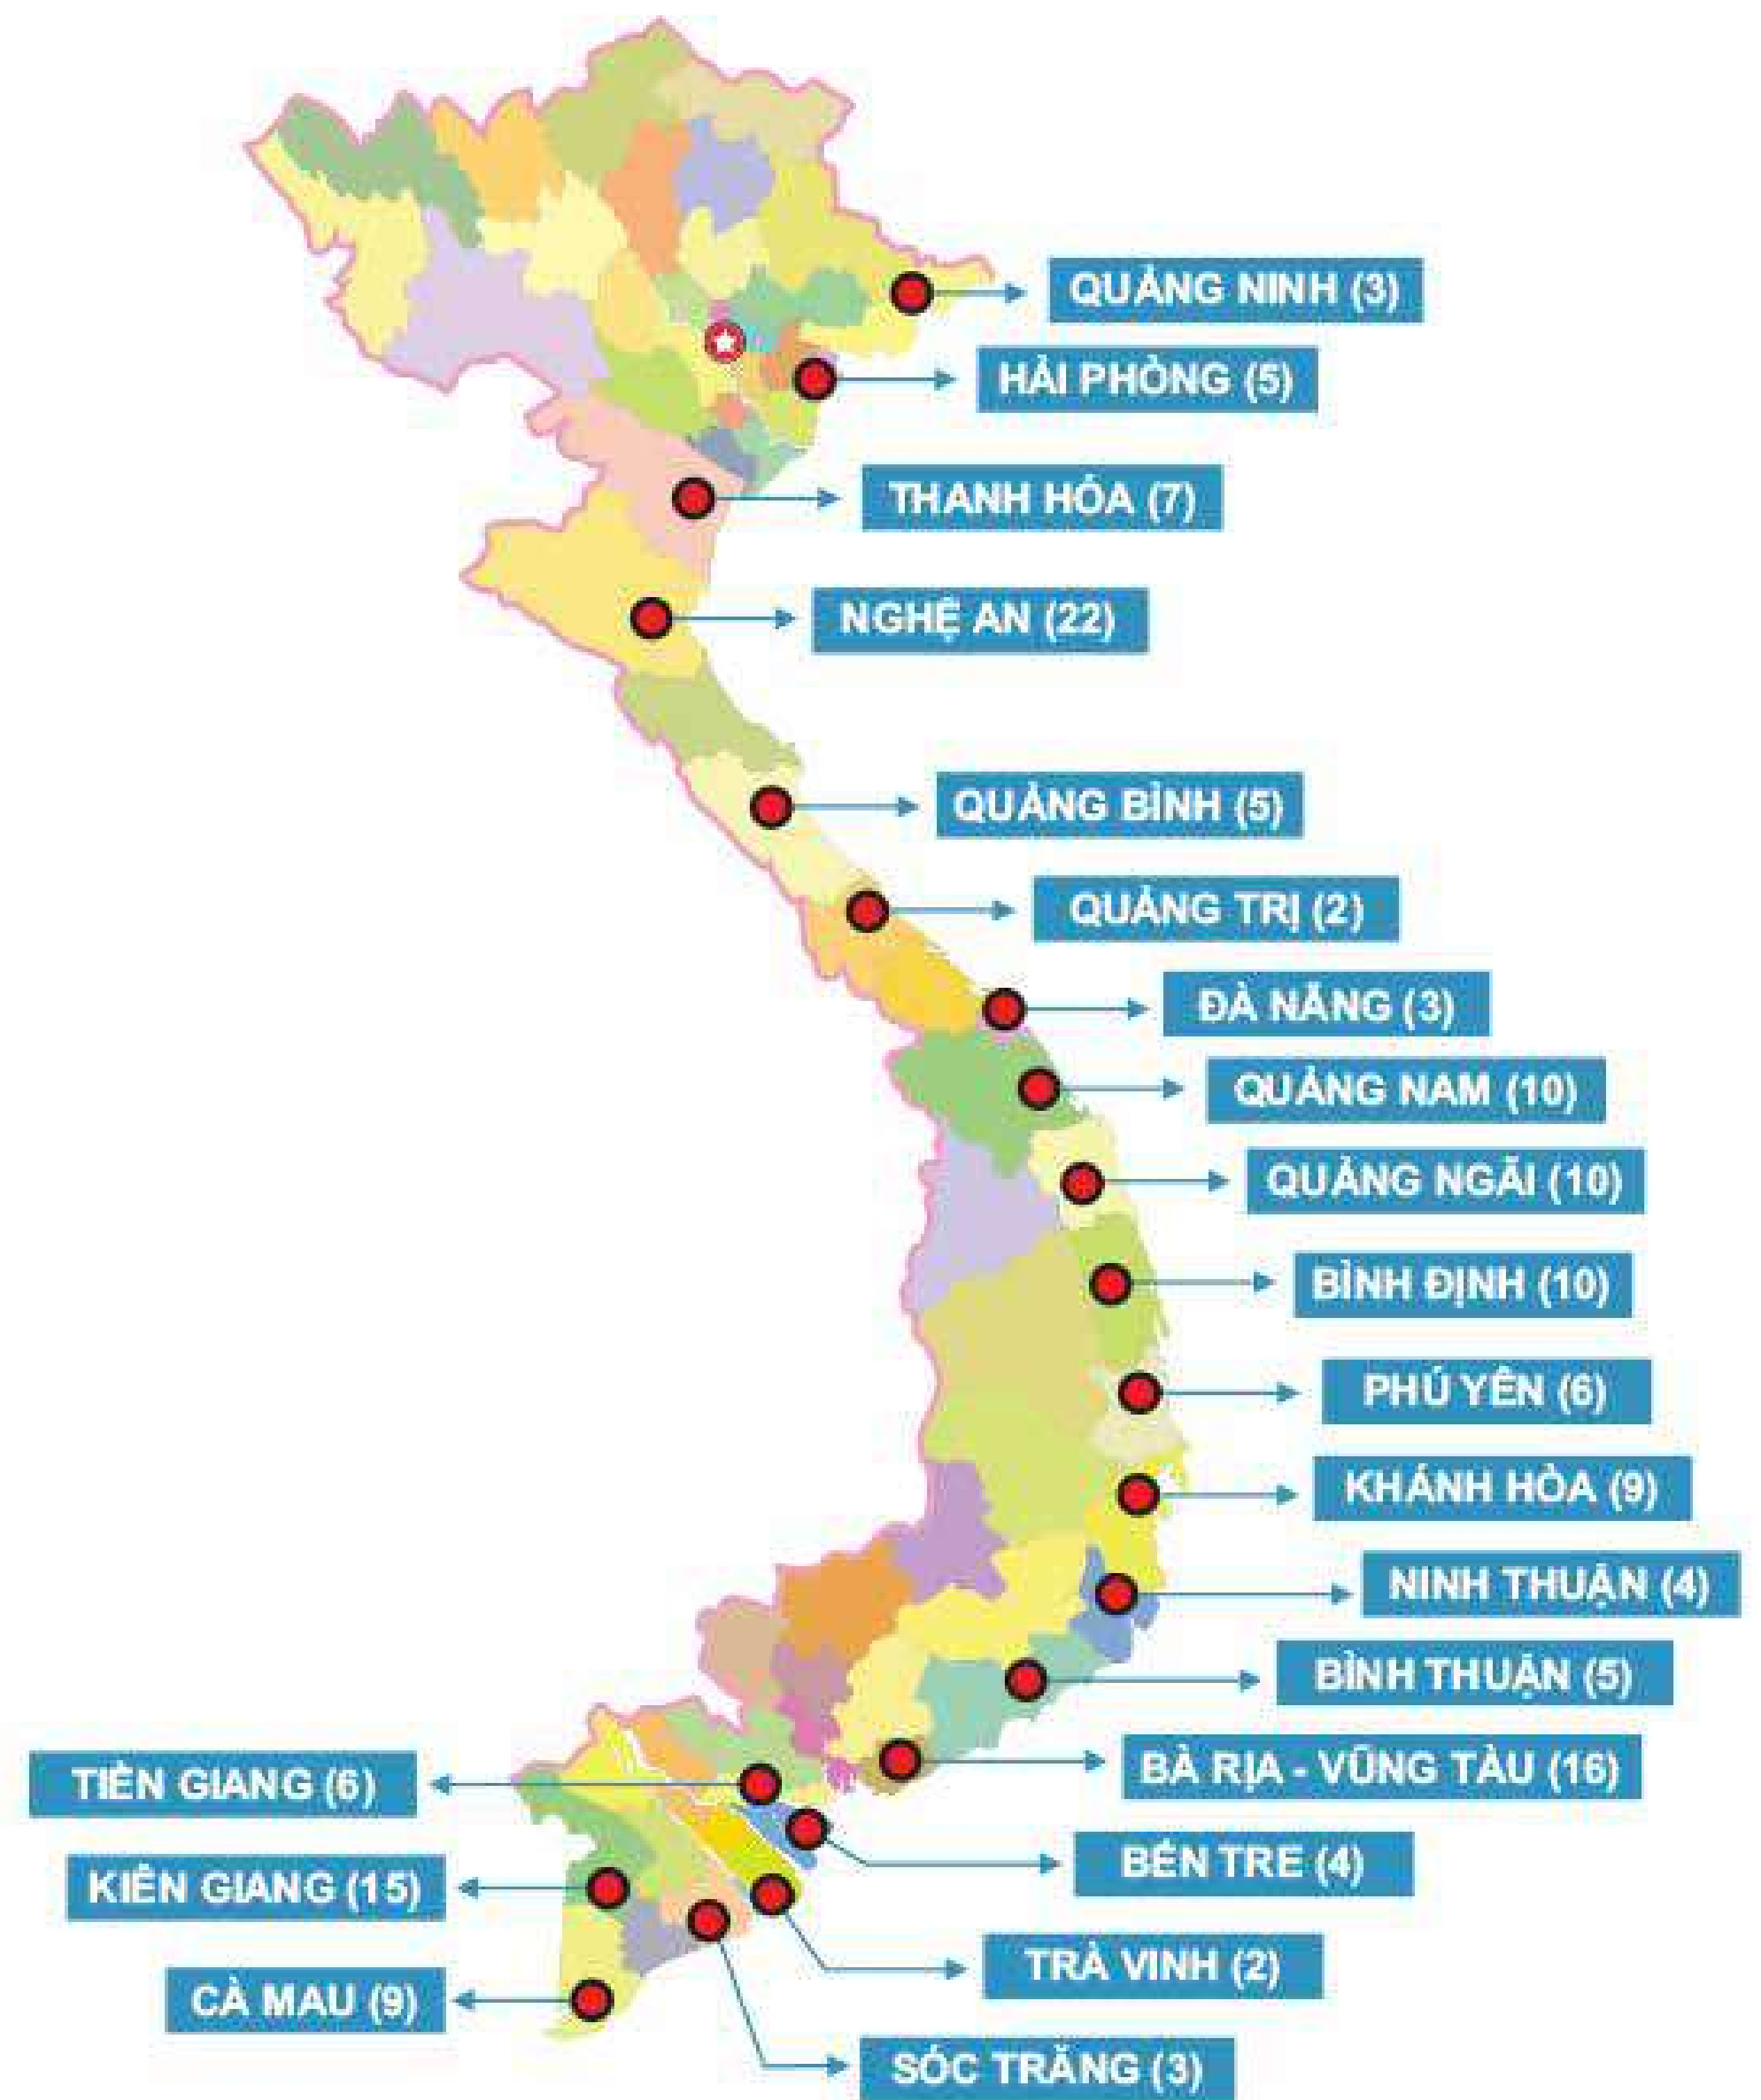 QUẢNG NINH (3)
HẢI PHÒNG (5)
THANH HÓA (7)
NGHỆ AN (22)
QUẢNG BÌNH (5)
QUẢNG TRỊ (2)
ĐÀ NẴNG (3)
QUẢNG NAM (10)
QUẢNG NGÃI (10)
BÌNH ĐỊNH (10)
PHÚ YÊN (6)
KHÁNH HÒA (9)
NINH THUẬN (4)
BÌNH THUẬN (5)
BÀ RỊA - VŨNG TÀU (16)
TIỀN GIANG (6)
BẾN TRE (4)
KIÊN GIANG (15)
TRÀ VINH (2)
CÀ MAU (9)
SÓC TRĂNG (3)